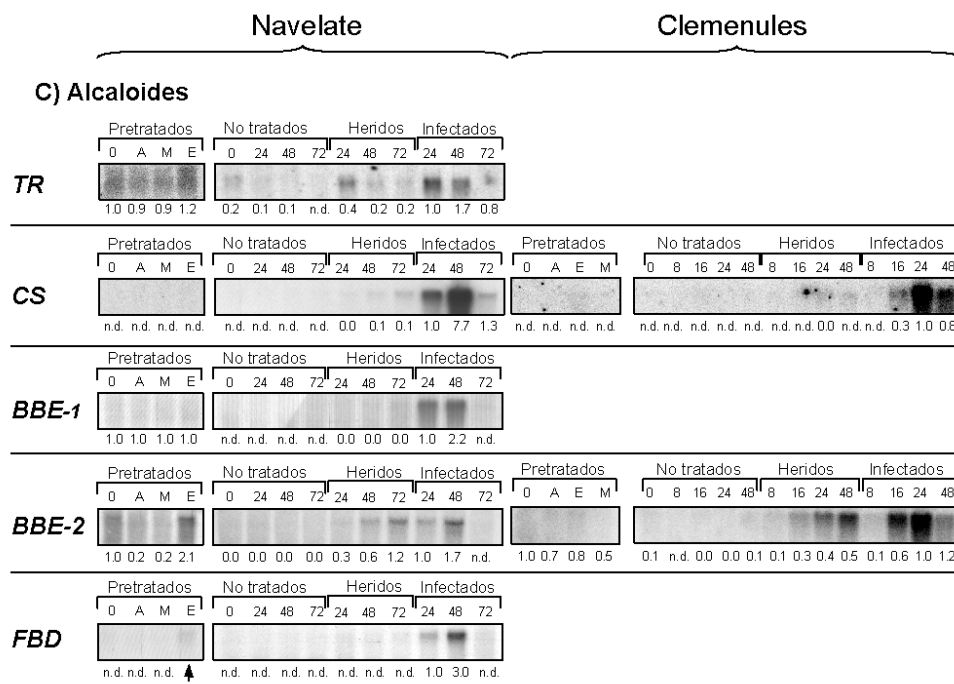 Navelate Clemenules
C) Alcaloides
Pretratados No tratados Heridos Infectados
0 A M E 0 24 48 72 24 48 72 24 48 72
TR
1.0 0.9 0.9 1.2 0.2 0.1 0.1 n.d. 0.4 0.2 0.2 1.0 1.7 0.8
Pretratados No tratados Heridos Infectados Pretratados No tratados Heridos Infectados
0 A M E 0 24 48 72 24 48 72 24 48 72 0 A E M 0 8 16 24 48 8 16 24 48 8 16 24 48
CS
n.d. n.d. n.d. n.d. n.d. n.d. n.d. n.d. 0.0 0.1 0.1 1.0 7.7 1.3 n.d. n.d. n.d. n.d. n.d. n.d. n.d. n.d. n.d. n.d. n.d. 0.0 n.d. n.d. 0.3 1.0 0.8
Pretratados No tratados Heridos Infectados
0 A M E 0 24 48 72 24 48 72 24 48 72
BBE-1
1.0 1.0 1.0 1.0 n.d. n.d. n.d. n.d. 0.0 0.0 0.0 1.0 2.2 n.d.
Pretratados No tratados Heridos Infectados Pretratados No tratados Heridos Infectados
0 A M E 0 24 48 72 24 48 72 24 48 72 0 A E M 0 8 16 24 48 8 16 24 48 8 16 24 48
BBE-2
1.0 0.2 0.2 2.1 0.0 0.0 0.0 0.0 0.3 0.6 1.2 1.0 1.7 n.d. 1.0 0.7 0.8 0.5 0.1 n.d. 0.0 0.0 0.1 0.1 0.3 0.4 0.5 0.1 0.6 1.0 1.2
Pretratados No tratados Heridos Infectados
0 A M E 0 24 48 72 24 48 72 24 48 72
FBD
n.d. n.d. n.d. n.d. n.d. n.d. n.d. n.d. n.d. n.d. 1.0 3.0 n.d.